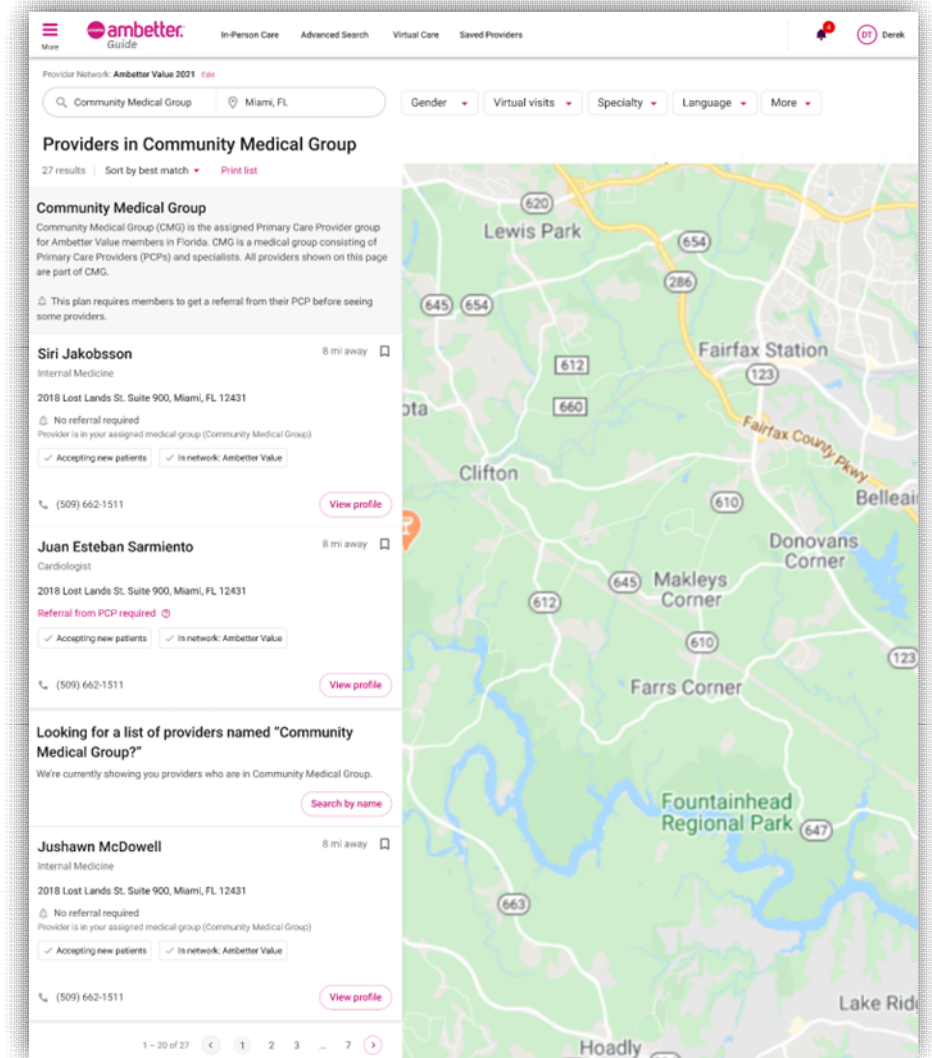 More
ambetter.
Guide
In-Person Care
Advanced Search
Virtual Care
Saved Providers
4
DT
Derek
Provider Network: Ambetter Value 2021 Edit
Community Medical Group
Miami, FL
Gender
Virtual visits
Specialty
Language
More
Providers in Community Medical Group
27 results
Sort by best match
Print list
Community Medical Group
Community Medical Group (CMG) is the assigned Primary Care Provider group
for Ambetter Value members in Florida. CMG is a medical group consisting of
Primary Care Providers (PCPs) and specialists. All providers shown on this page
are part of CMG.
This plan requires members to get a referral from their PCP before seeing
some providers.
Siri Jakobsson
8 mi away
Internal Medicine
2018 Lost Lands St. Suite 900, Miami, FL 12431
No referral required
Provider is in your assigned medical group (Community Medical Group)
Accepting new patients
In network: Ambetter Value
(509) 662-1511
View profile
Juan Esteban Sarmiento
8 mi away
Cardiologist
2018 Lost Lands St. Suite 900, Miami, FL 12431
Referral from PCP required
Accepting new patients
In network: Ambetter Value
(509) 662-1511
View profile
Looking for a list of providers named "Community
Medical Group?"
We're currently showing you providers who are in Community Medical Group.
Search by name
Jushawn McDowell
8 mi away
Internal Medicine
2018 Lost Lands St. Suite 900, Miami, FL 12431
No referral required
Provider is in your assigned medical group (Community Medical Group)
Accepting new patients
In network: Ambetter Value
(509) 662-1511
View profile
1 – 20 of 27
1
2
3
...
7
620
Lewis Park
654
286
645
654
Fairfax Station
123
612
660
ota
Fairfax County Pkwy
Clifton
610
Belleai
Donovans
Corner
645
Makleys
Corner
612
610
123
Farrs Corner
Fountainhead
Regional Park
647
663
Lake Rid
Hoadly